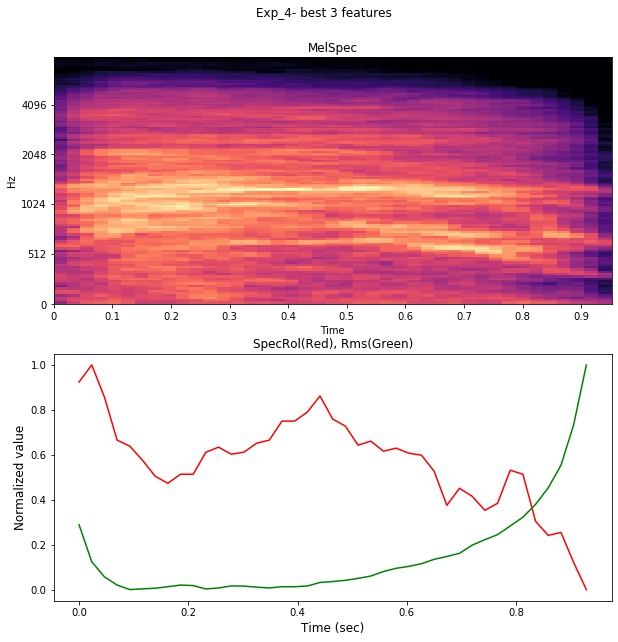 Exp_4- best 3 features
MelSpec
Hz
4096
2048
1024
512
0
0 0.1 0.2 0.3 0.4 0.5 0.6 0.7 0.8 0.9
Time
SpecRol(Red), Rms(Green)
Normalized value
1.0
0.8
0.6
0.4
0.2
0.0
0.0 0.2 0.4 0.6 0.8
Time (sec)